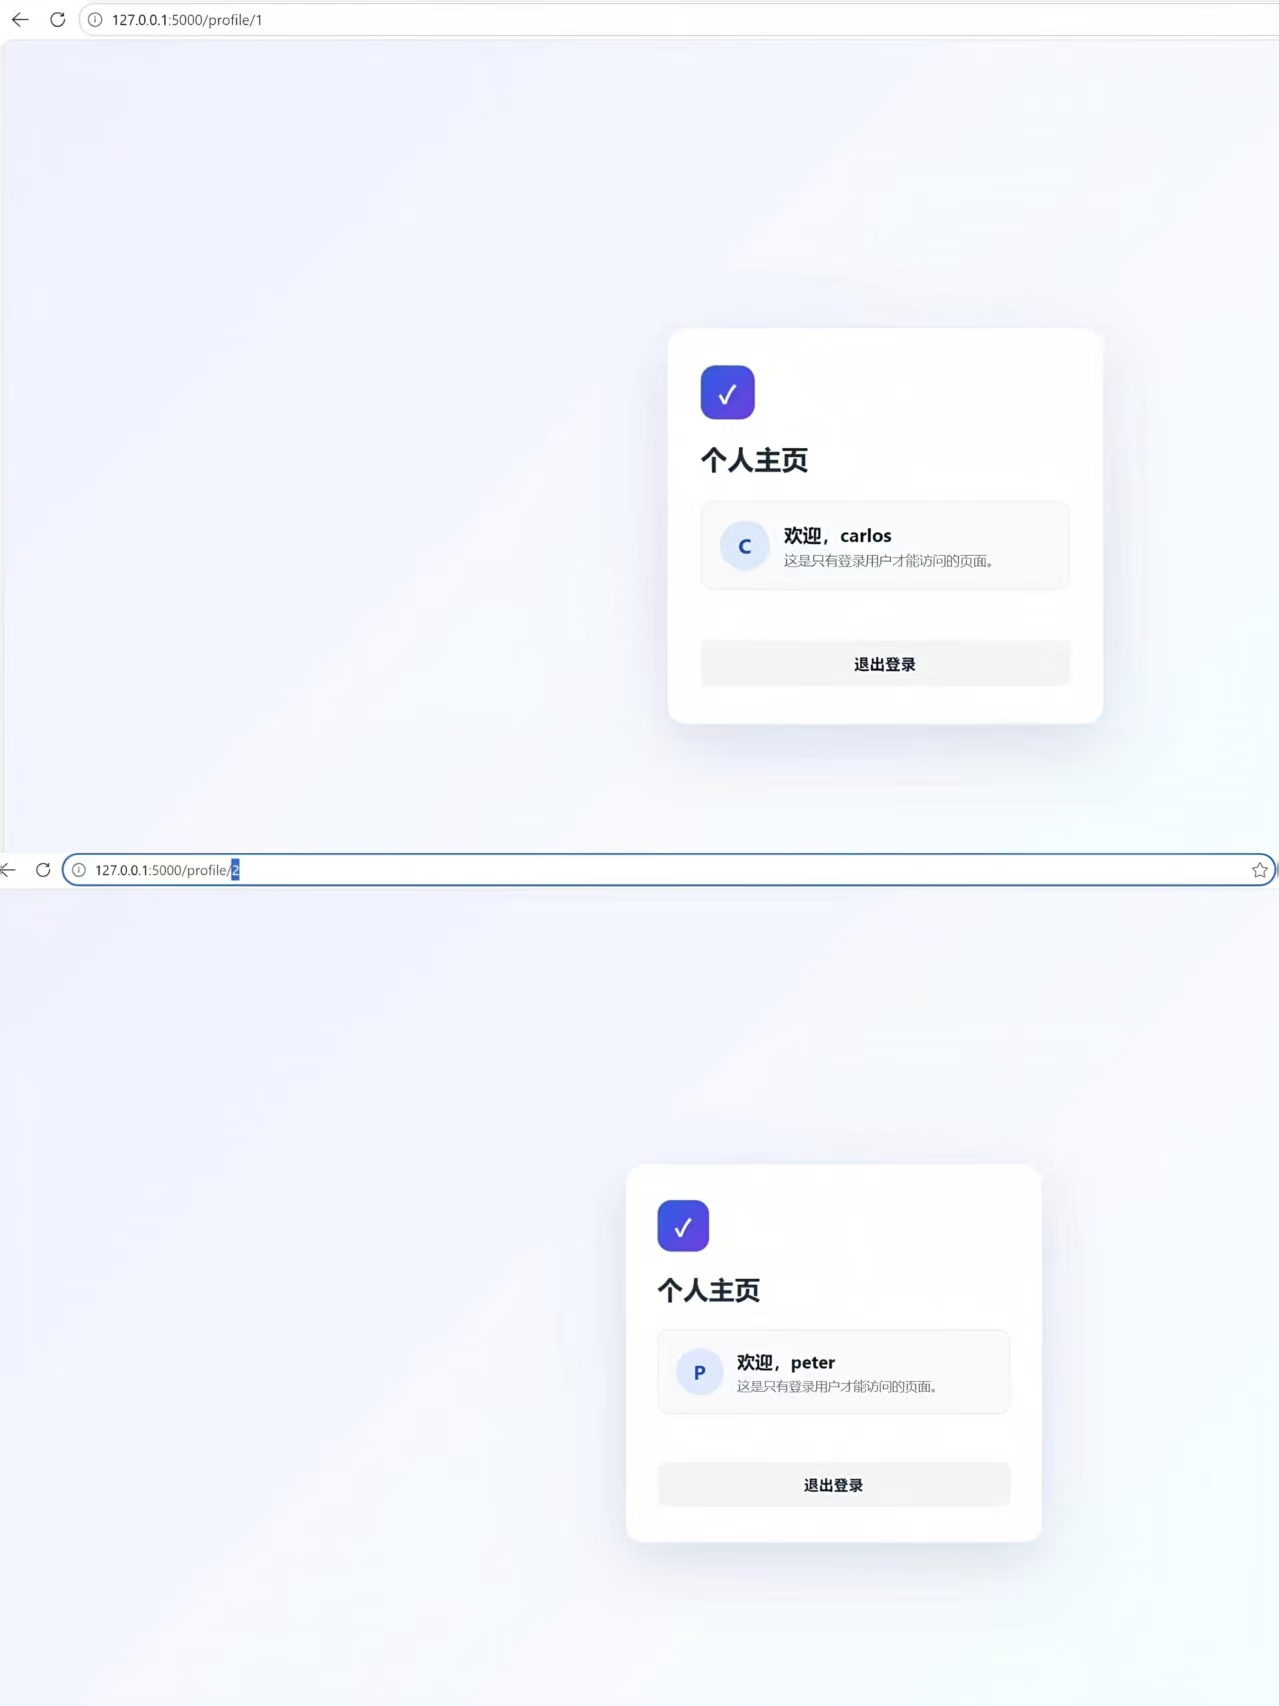 127.0.0.1:5000/profile/1
✓
个人主页
C
欢迎，carlos
这是只有登录用户才能访问的页面。
退出登录
127.0.0.1:5000/profile/2
✓
个人主页
P
欢迎，peter
这是只有登录用户才能访问的页面。
退出登录